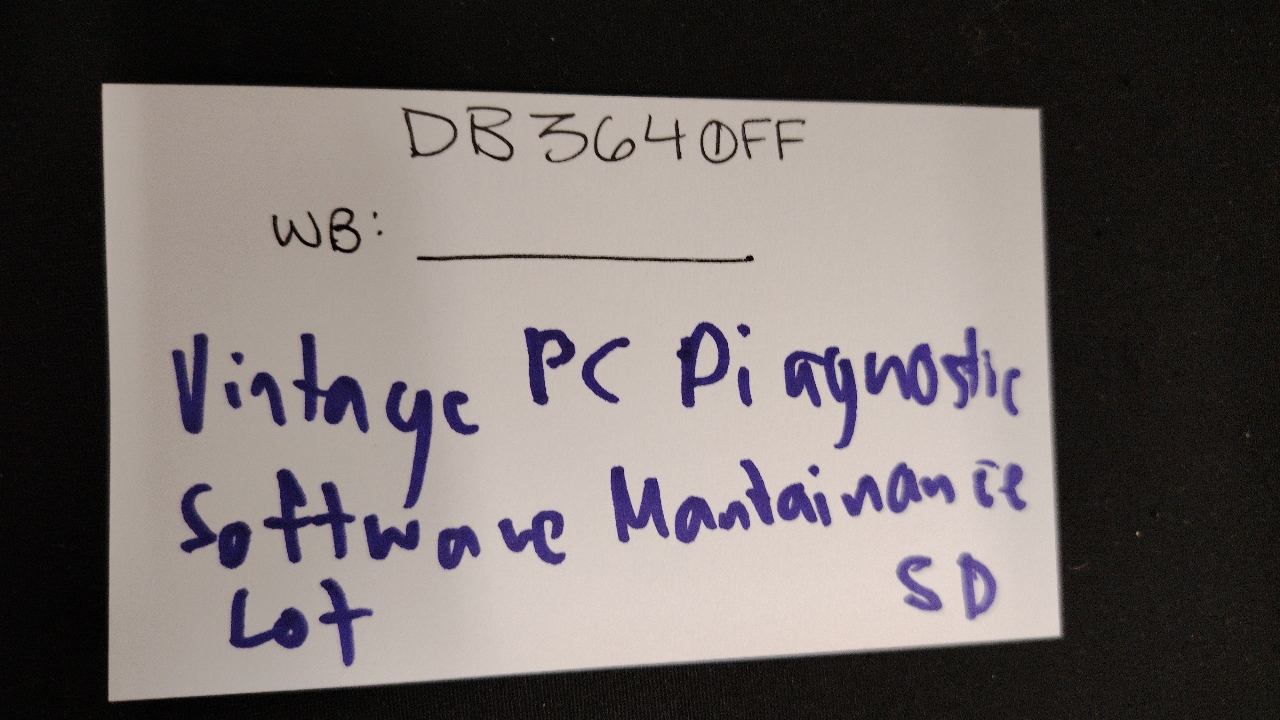 DB3640FF
WB:
Vintage PC Diagnostic
Software Mantainance
Lot SD